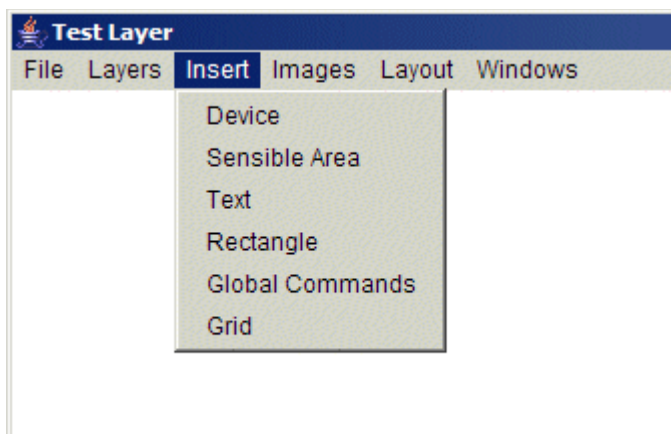 Test Layer
File Layers Insert Images Layout Windows
Device
Sensible Area
Text
Rectangle
Global Commands
Grid